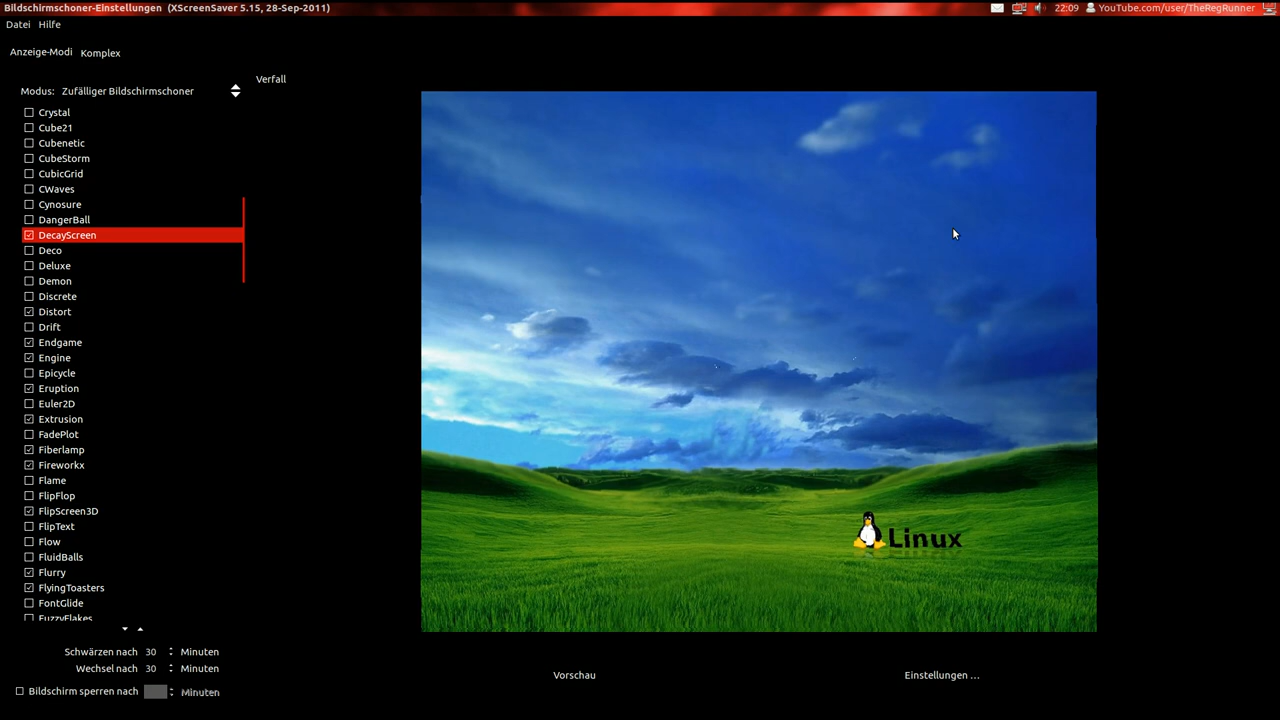 Bildschirmschoner-Einstellungen (XScreenSaver 5.15, 28-Sep-2011)
22:09 YouTube.com/user/TheRegRunner
Datei Hilfe
Anzeige-Modi Komplex
Modus: Zufälliger Bildschirmschoner
Verfall
Crystal
Cube21
Cubenetic
CubeStorm
CubicGrid
CWaves
Cynosure
DangerBall
DecayScreen
Deco
Deluxe
Demon
Discrete
Distort
Drift
Endgame
Engine
Epicycle
Eruption
Euler2D
Extrusion
FadePlot
Fiberlamp
Fireworkx
Flame
FlipFlop
FlipScreen3D
FlipText
Flow
FluidBalls
Flurry
FlyingToasters
FontGlide
FuzzyFlakes
Linux
Schwärzen nach 30 Minuten
Wechsel nach 30 Minuten
Bildschirm sperren nach Minuten
Vorschau
Einstellungen ...